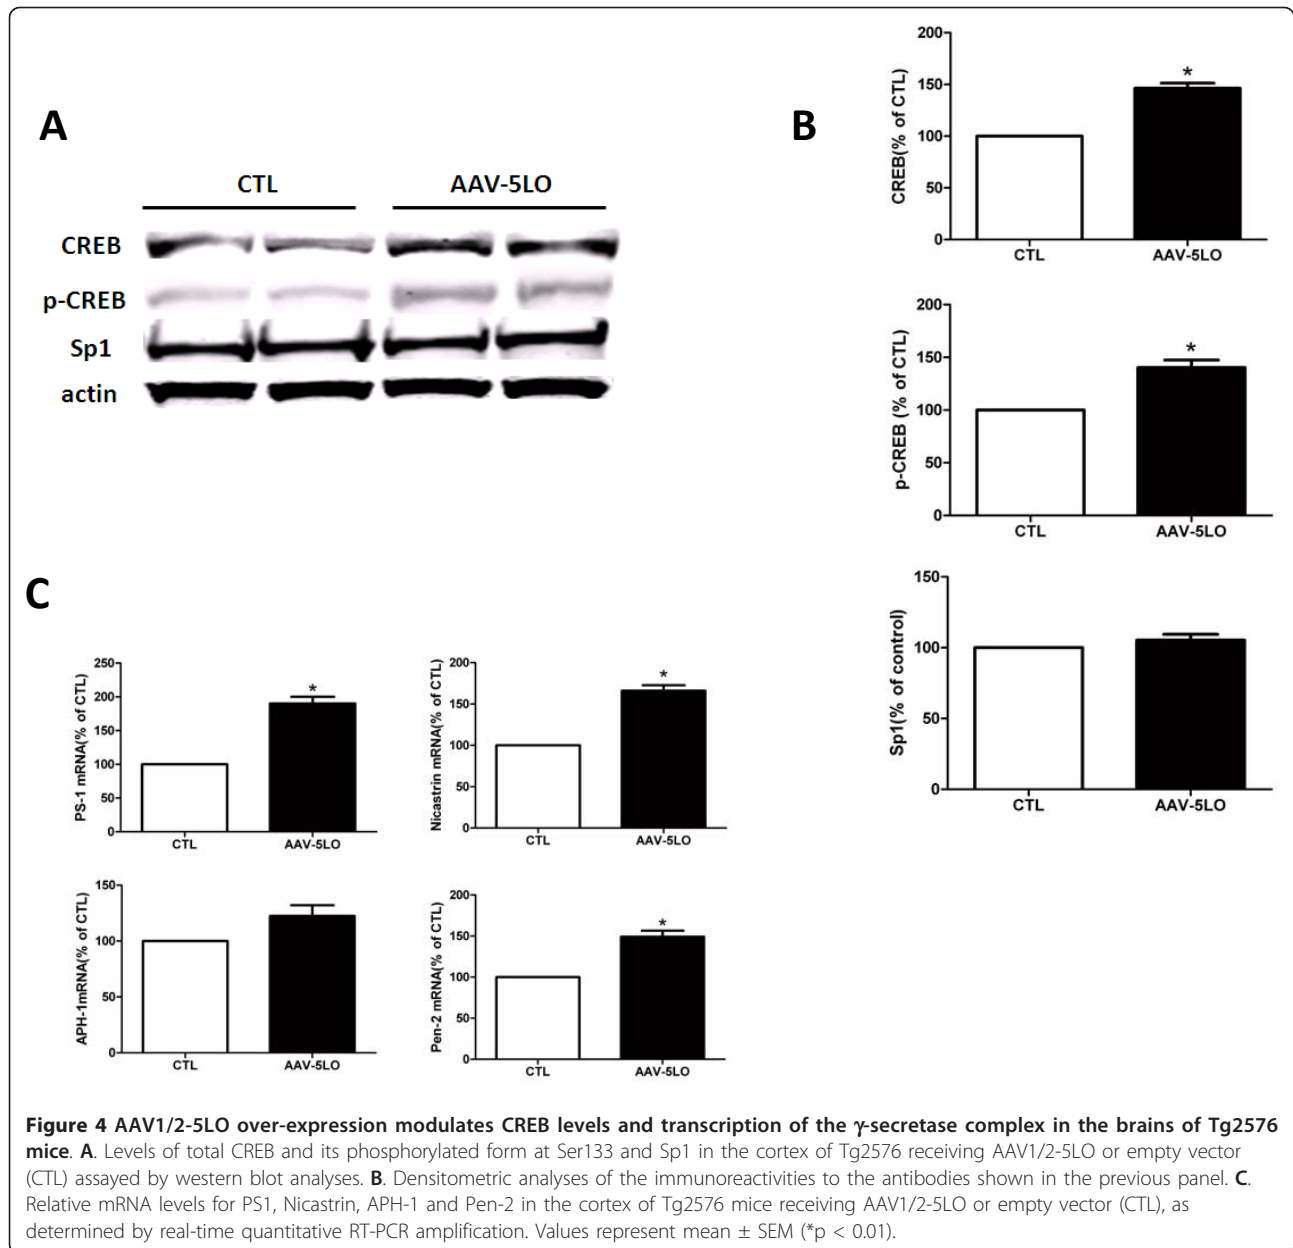 A
CTL AAV-5LO
CREB
p-CREB
Sp1
actin
B
CREB(% of CTL)
200
150
100
50
0
*
CTL AAV-5LO
p-CREB (% of CTL)
200
150
100
50
0
*
CTL AAV-5LO
Sp1(% of control)
150
100
50
0
CTL AAV-5LO
C
PS-1 mRNA(% of CTL)
250
200
150
100
50
0
*
CTL AAV-5LO
Nicastrin mRNA(% of CTL)
200
150
100
50
0
*
CTL AAV-5LO
APH-1mRNA(% of CTL)
150
100
50
0
CTL AAV-5LO
Pen-2 mRNA(% of CTL)
200
150
100
50
0
*
CTL AAV-5LO
Figure 4 AAV1/2-5LO over-expression modulates CREB levels and transcription of the γ-secretase complex in the brains of Tg2576
mice. A. Levels of total CREB and its phosphorylated form at Ser133 and Sp1 in the cortex of Tg2576 receiving AAV1/2-5LO or empty vector
(CTL) assayed by western blot analyses. B. Densitometric analyses of the immunoreactivities to the antibodies shown in the previous panel. C.
Relative mRNA levels for PS1, Nicastrin, APH-1 and Pen-2 in the cortex of Tg2576 mice receiving AAV1/2-5LO or empty vector (CTL), as
determined by real-time quantitative RT-PCR amplification. Values represent mean ± SEM (*p < 0.01).